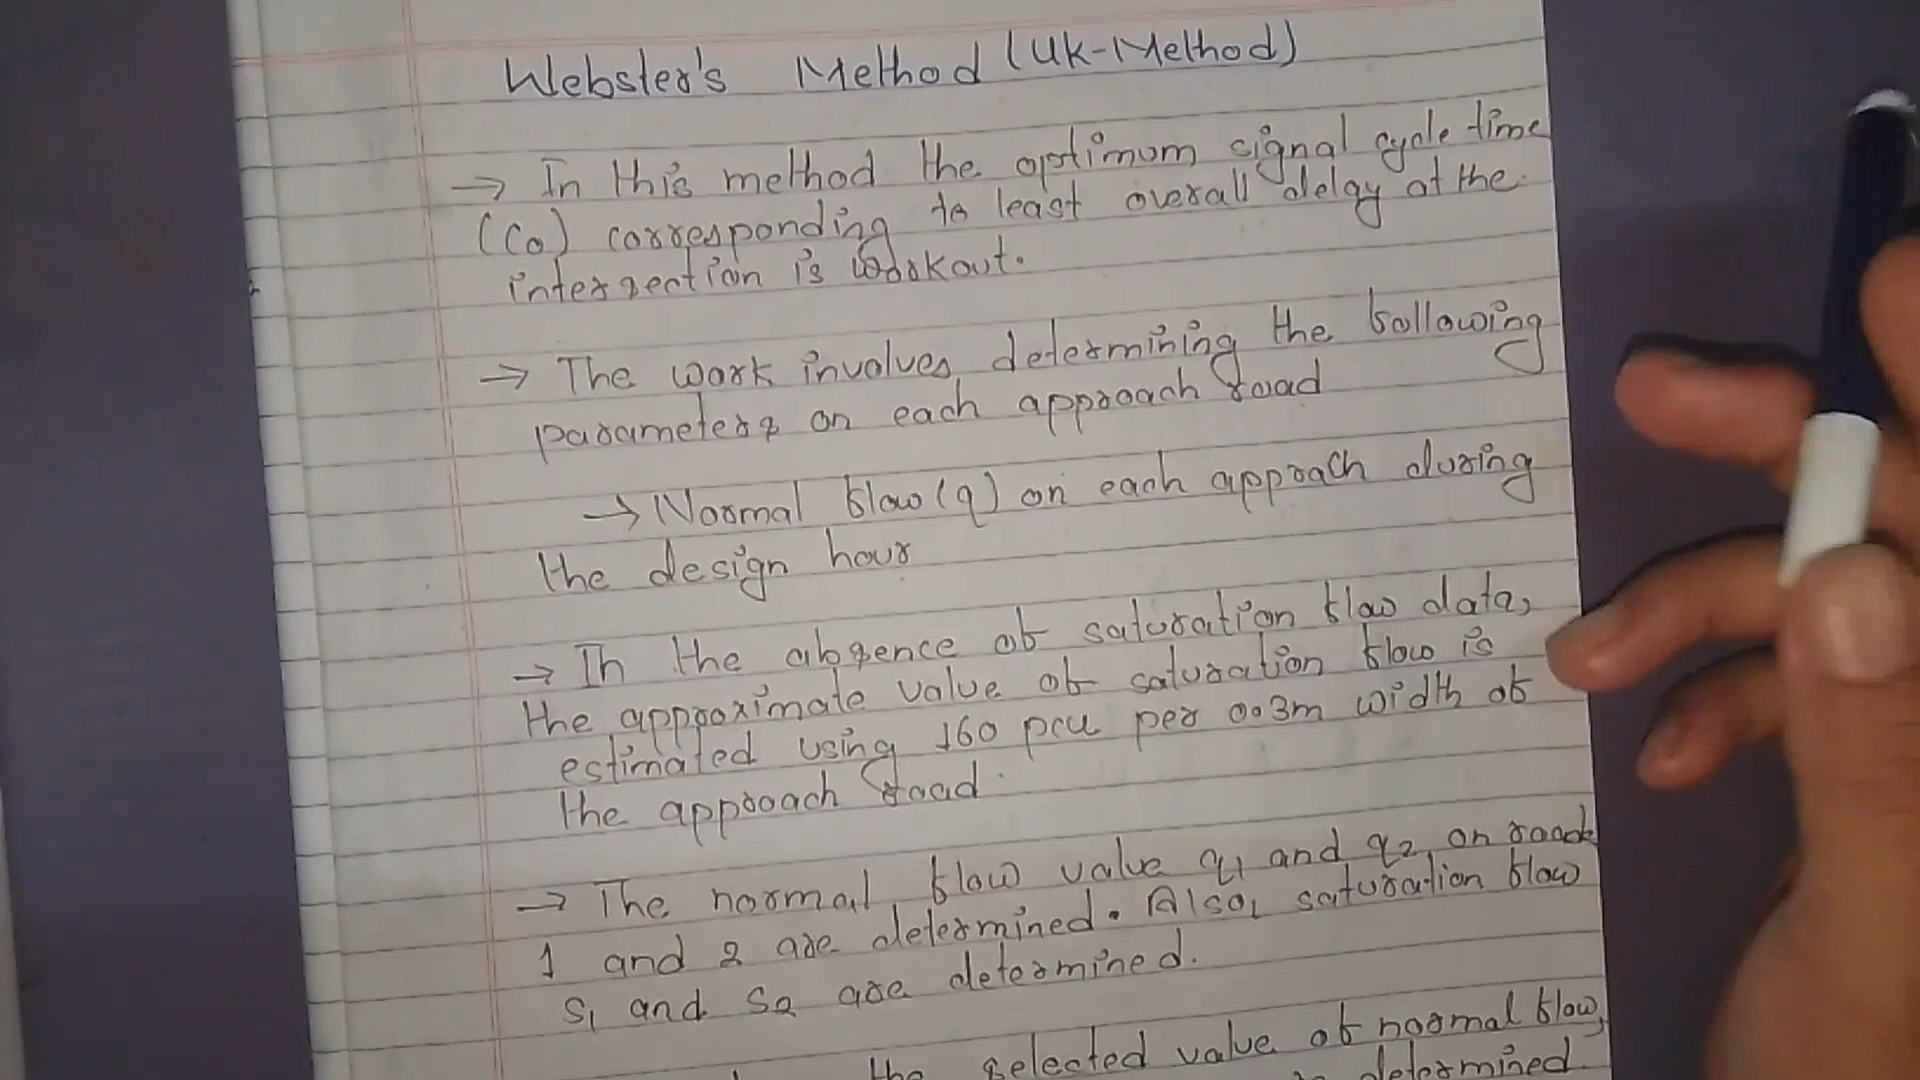 Webster's Method (UK-Method)
→ In this method the optimum signal cycle time
(Co) corresponding to least overall delay at the
intersection is workout.
→ The work involves determining the following
parameters on each approach road
→ Normal flow (q) on each approach during
the design hour
→ In the absence of saturation flow data,
the approximate value of saturation flow is
estimated using 160 pcu per 0.3m width of
the approach road.
→ The normal flow value q1 and q2 on road
1 and 2 are determined. Also, saturation flow
S1 and S2 are determined.
the selected value of normal flow,
determined